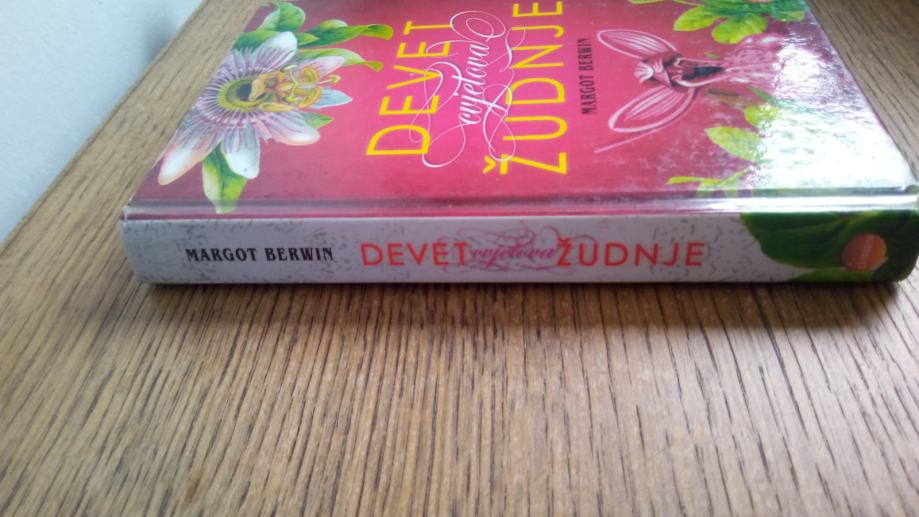 DEVET
cvjetova
ŽUDNJE
MARGOT BERWIN
MARGOT BERWIN DEVET cvjetova ŽUDNJE